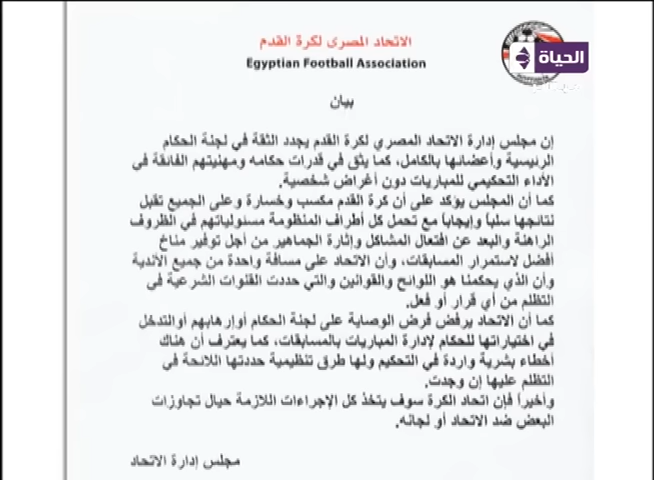 الاتحاد المصرى لكرة القدم
Egyptian Football Association
الحياة
بيان
إن مجلس إدارة الاتحاد المصري لكرة القدم يجدد الثقة في لجنة الحكام
الرئيسية وأعضائها بالكامل، كما يثق في قدرات حكامه ومهنيتهم الفائقة في
الأداء التحكيمي للمباريات دون أغراض شخصية.
كما أن المجلس يؤكد على أن كرة القدم مكسب وخسارة وعلى الجميع تقبل
نتائجها سلباً وإيجاباً مع تحمل كل أطراف المنظومة مسئولياتهم في الظروف
الراهنة والبعد عن افتعال المشاكل وإثارة الجماهير من أجل توفير مناخ
أفضل لاستمرار المسابقات، وأن الاتحاد على مسافة واحدة من جميع الأندية
وأن الذي يحكمنا هو اللوائح والقوانين والتي حددت القنوات الشرعية في
التظلم من أي قرار أو فعل.
كما أن الاتحاد يرفض فرض الوصاية على لجنة الحكام أوإرهابهم أوالتدخل
في اختياراتها للحكام لإدارة المباريات بالمسابقات، كما يعترف أن هناك
أخطاء بشرية واردة في التحكيم ولها طرق تنظيمية حددتها اللائحة في
التظلم عليها إن وجدت.
وأخيراً فإن اتحاد الكرة سوف يتخذ كل الإجراءات اللازمة حيال تجاوزات
البعض ضد الاتحاد أو لجانه.
مجلس إدارة الاتحاد